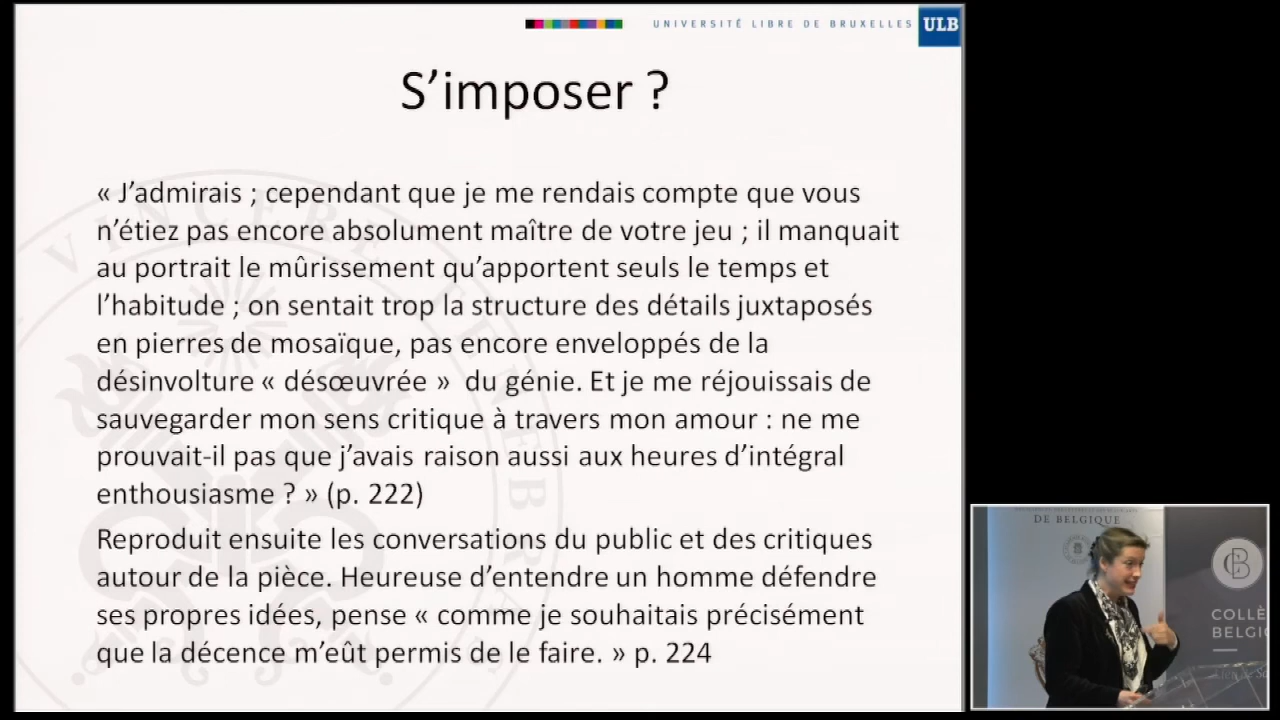 UNIVERSITÉ LIBRE DE BRUXELLES ULB
S’imposer ?
« J’admirais ; cependant que je me rendais compte que vous
n’étiez pas encore absolument maître de votre jeu ; il manquait
au portrait le mûrissement qu’apportent seuls le temps et
l’habitude ; on sentait trop la structure des détails juxtaposés
en pierres de mosaïque, pas encore enveloppés de la
désinvolture « désœuvrée »  du génie. Et je me réjouissais de
sauvegarder mon sens critique à travers mon amour : ne me
prouvait-il pas que j’avais raison aussi aux heures d’intégral
enthousiasme ? » (p. 222)
Reproduit ensuite les conversations du public et des critiques
autour de la pièce. Heureuse d’entendre un homme défendre
ses propres idées, pense « comme je souhaitais précisément
que la décence m’eût permis de le faire. » p. 224
DE BELGIQUE
COLLÈ
BELGI